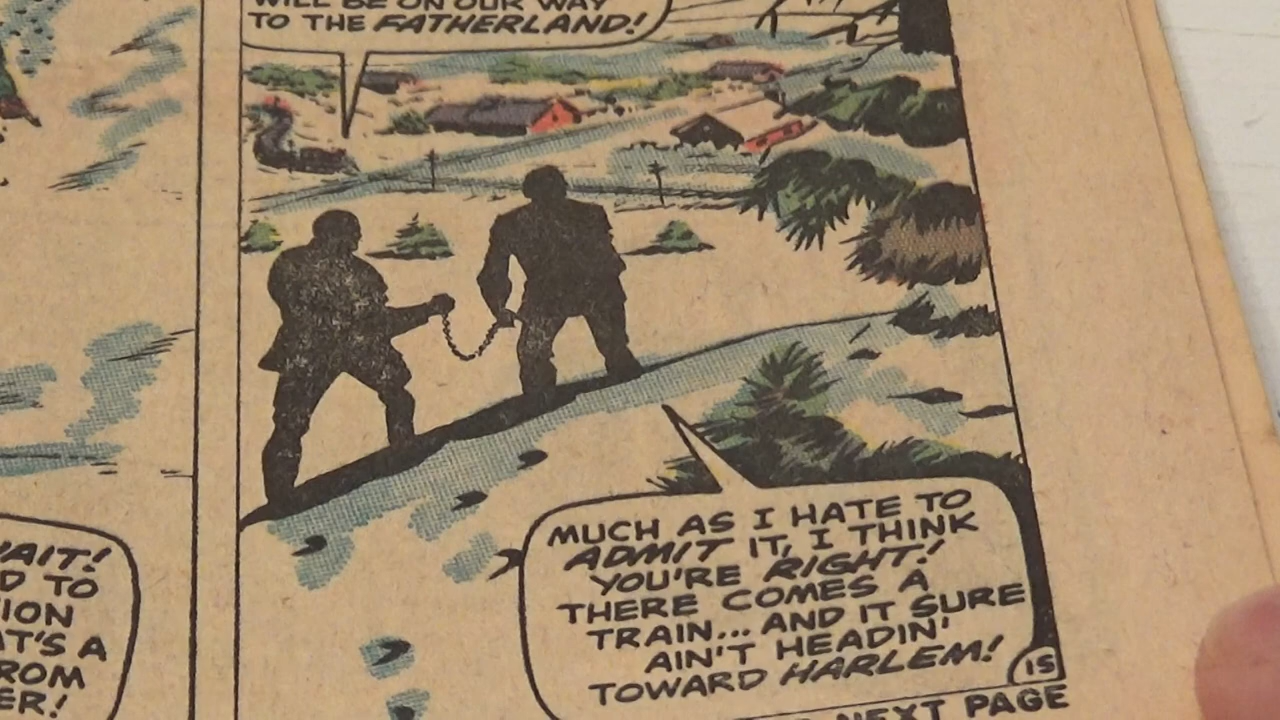 WILL BE ON OUR WAY
TO THE FATHERLAND!
WAIT!
D TO
ION
AT'S A
ROM
ER!
MUCH AS I HATE TO
ADMIT IT, I THINK
YOU'RE RIGHT!
THERE COMES A
TRAIN... AND IT SURE
AIN'T HEADIN'
TOWARD HARLEM!
15
NEXT PAGE